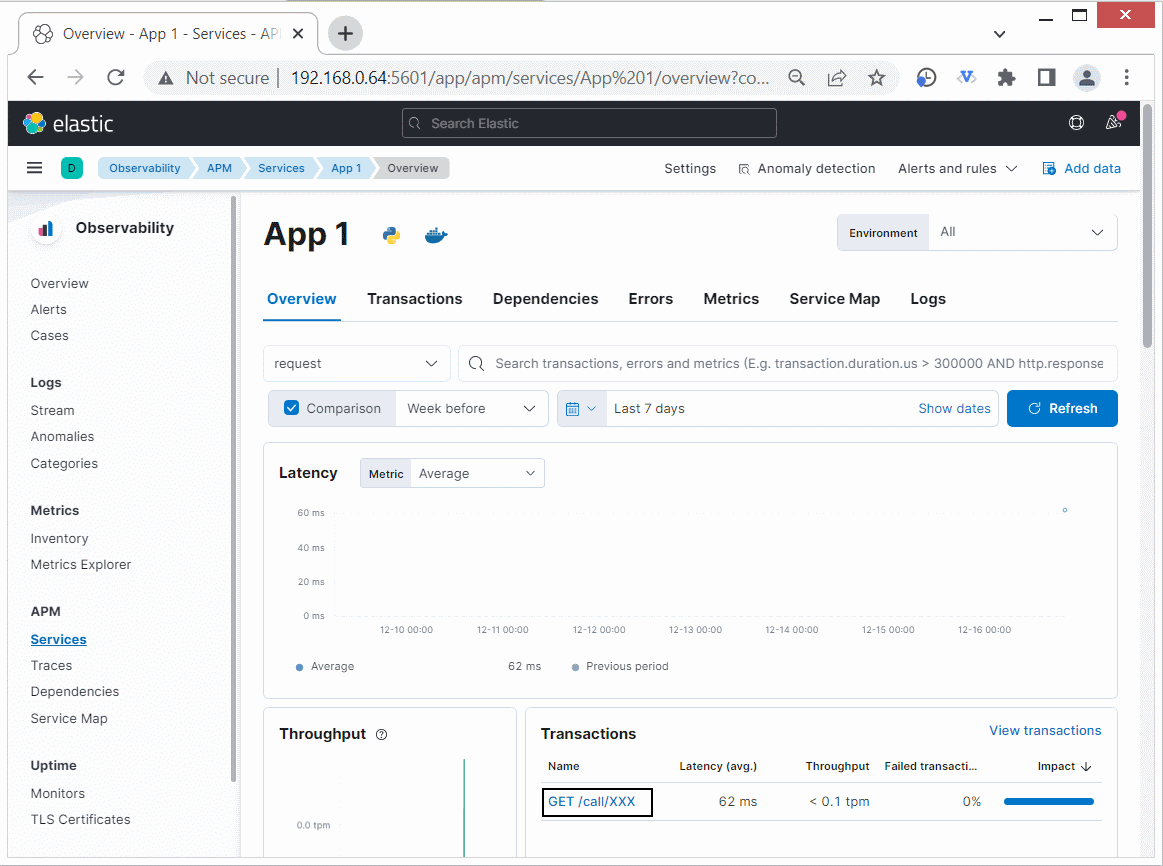 Overview - App 1 - Services - AP
Not secure 192.168.0.64:5601/app/apm/services/App%201/overview?co...
elastic
Search Elastic
D
Observability APM Services App 1 Overview
Settings Anomaly detection Alerts and rules Add data
Observability
Overview
Alerts
Cases
Logs
Stream
Anomalies
Categories
Metrics
Inventory
Metrics Explorer
APM
Services
Traces
Dependencies
Service Map
Uptime
Monitors
TLS Certificates
App 1
Environment All
Overview Transactions Dependencies Errors Metrics Service Map Logs
request
Search transactions, errors and metrics (E.g. transaction.duration.us > 300000 AND http.response
Comparison Week before
Last 7 days Show dates
Refresh
Latency Metric Average
60 ms
40 ms
20 ms
0 ms
12-10 00:00 12-11 00:00 12-12 00:00 12-13 00:00 12-14 00:00 12-15 00:00 12-16 00:00
Average 62 ms Previous period
Throughput
0.0 tpm
Transactions View transactions
Name Latency (avg.) Throughput Failed transacti... Impact
GET /call/XXX 62 ms < 0.1 tpm 0%